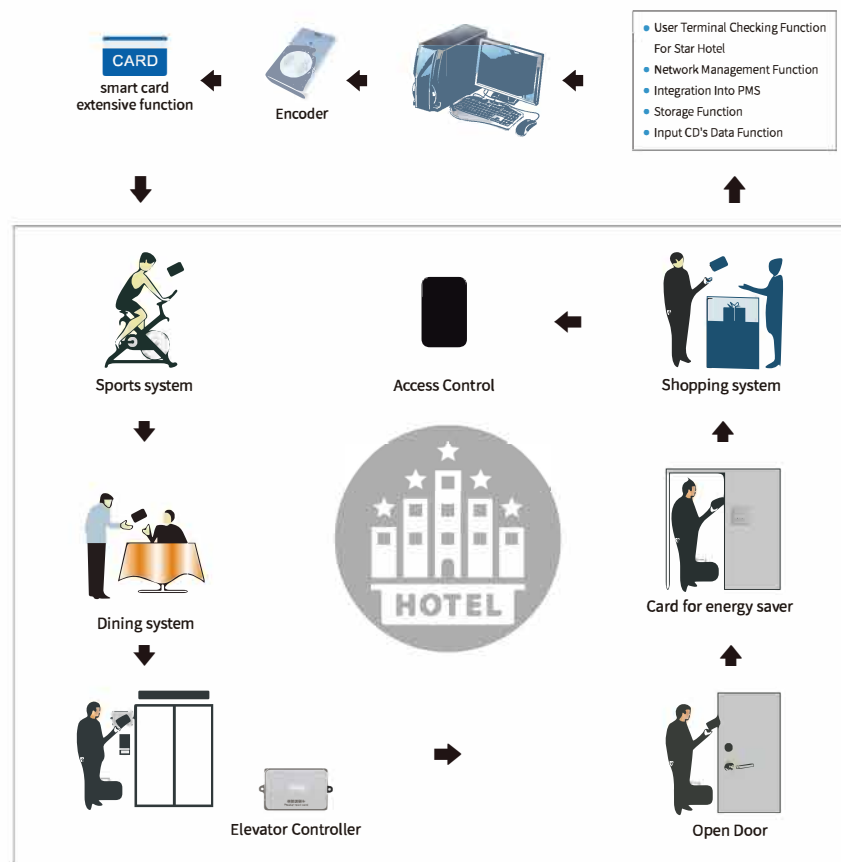 CARD
smart card
extensive function
Encoder
User Terminal Checking Function
For Star Hotel
Network Management Function
Integration Into PMS
Storage Function
Input CD's Data Function
Sports system
Access Control
Shopping system
Dining system
HOTEL
Card for energy saver
Elevator Controller
Open Door